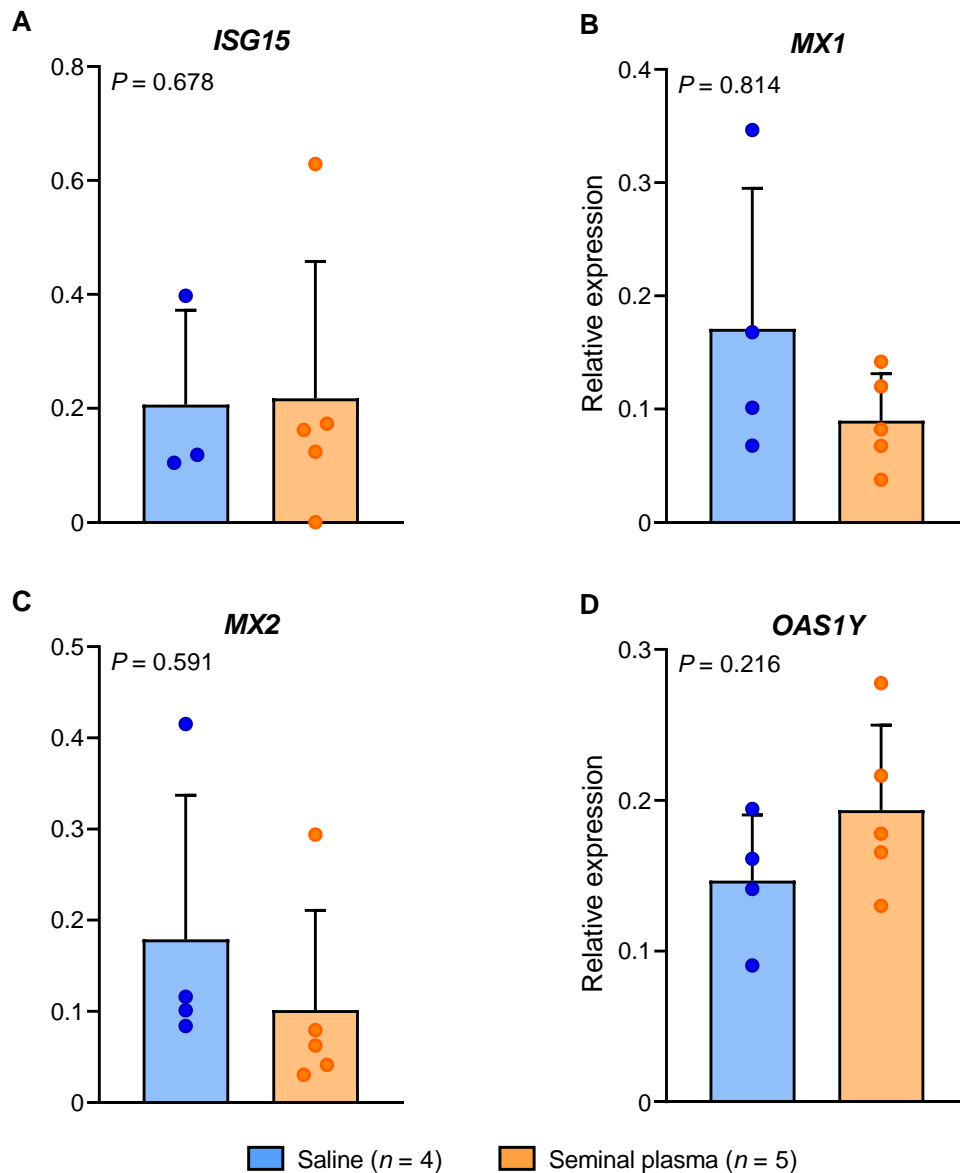 A
ISG15
0.8
P = 0.678
0.6
0.4
0.2
0
B
MX1
0.4
P = 0.814
0.3
0.2
0.1
0
Relative expression
C
MX2
0.5
P = 0.591
0.4
0.3
0.2
0.1
0
D
OAS1Y
0.3
P = 0.216
0.2
0.1
0
Relative expression
Saline (n = 4)
Seminal plasma (n = 5)